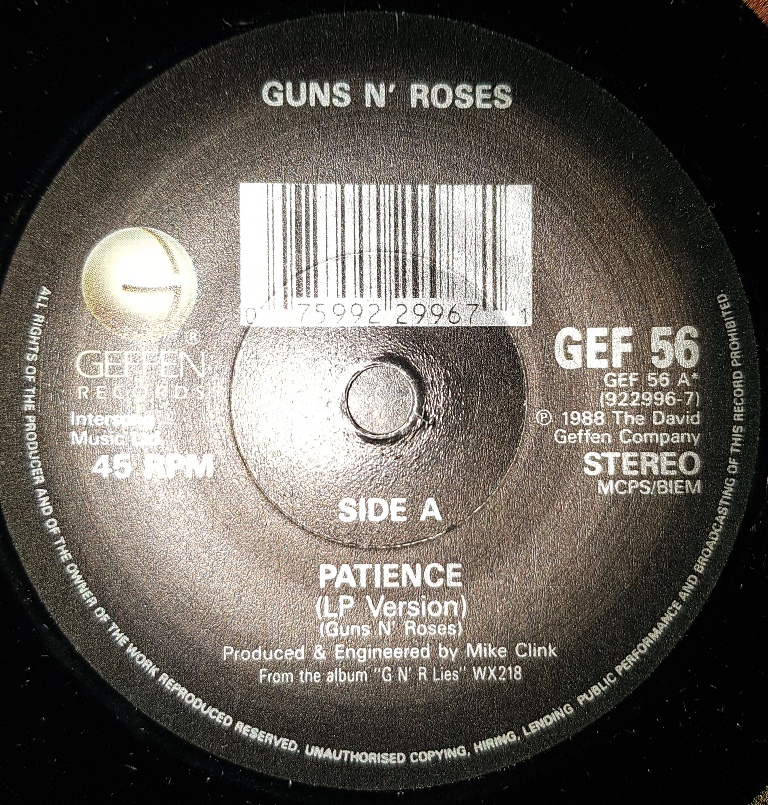 GUNS N' ROSES
0 75992 29967 1
GEFFEN®
RECORDS
Intersong
Music Ltd.
45 RPM
GEF 56
GEF 56 A*
(922996-7)
℗ 1988 The David
Geffen Company
STEREO
MCPS/BIEM
SIDE A
PATIENCE
(LP Version)
(Guns N' Roses)
Produced & Engineered by Mike Clink
From the album "G N' R Lies" WX218
ALL RIGHTS OF THE PRODUCER AND OF THE OWNER OF THE WORK REPRODUCED RESERVED. UNAUTHORISED COPYING, HIRING, LENDING PUBLIC PERFORMANCE AND BROADCASTING OF THIS RECORD PROHIBITED.